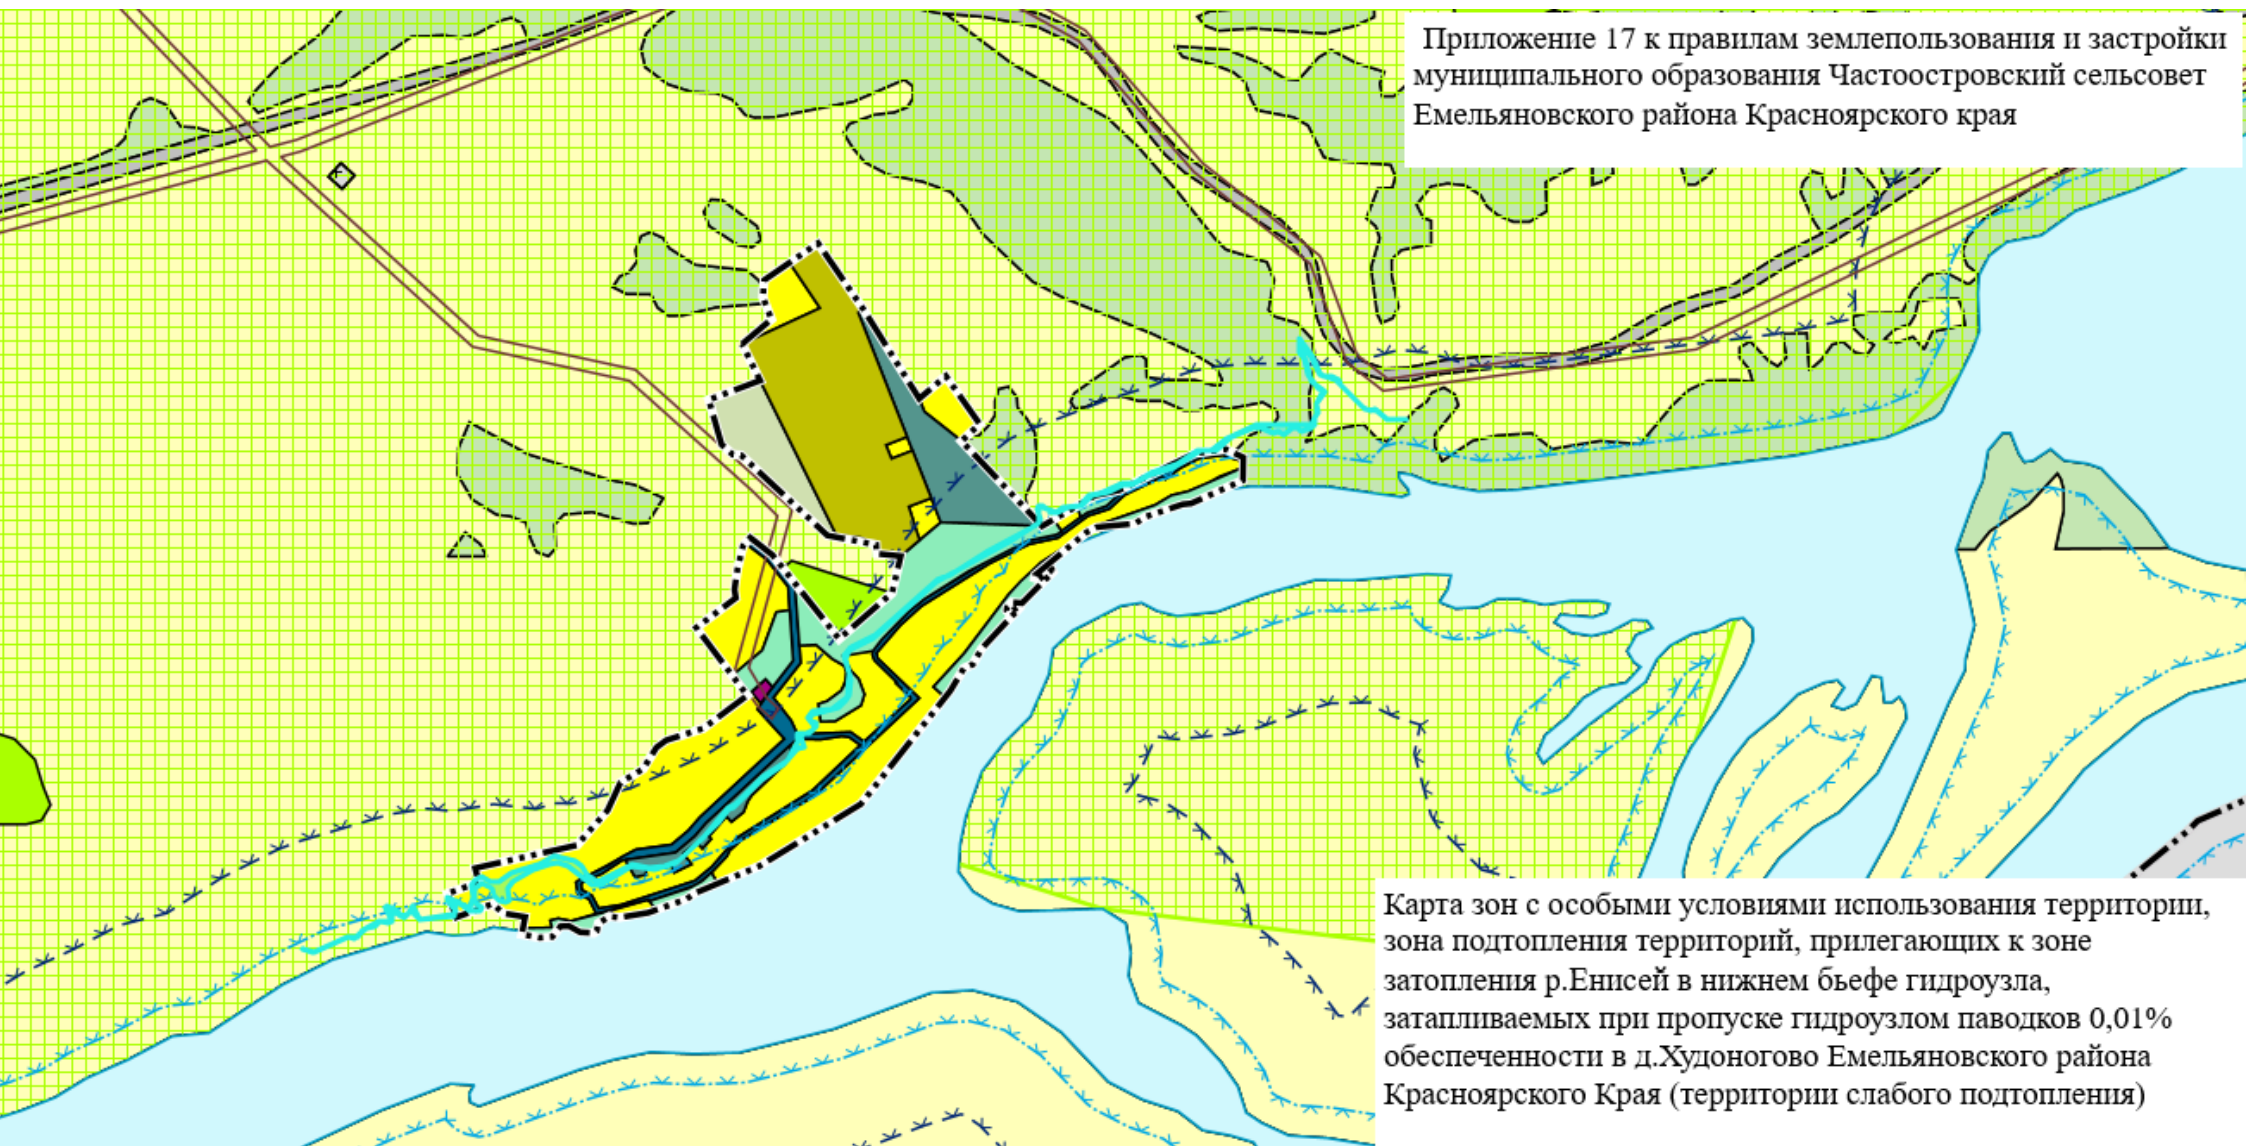 Приложение 17 к правилам землепользования и застройки
муниципального образования Частоостровский сельсовет
Емельяновского района Красноярского края
Карта зон с особыми условиями использования территории,
зона подтопления территорий, прилегающих к зоне
затопления р.Енисей в нижнем бьефе гидроузла,
затапливаемых при пропуске гидроузлом паводков 0,01%
обеспеченности в д.Худоногово Емельяновского района
Красноярского Края (территории слабого подтопления)